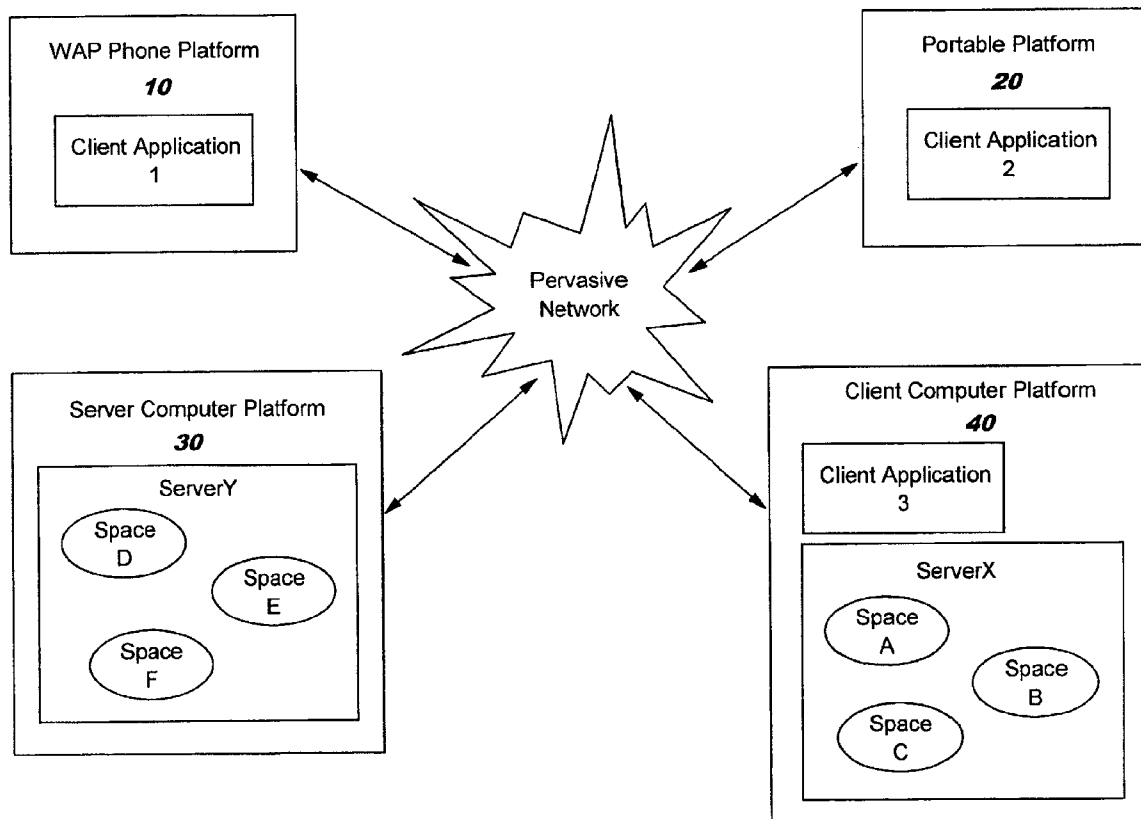 WAP Phone Platform
10
Client Application
1
Portable Platform
20
Client Application
2
Pervasive
Network
Server Computer Platform
30
ServerY
Space
D
Space
E
Space
F
Client Computer Platform
40
Client Application
3
ServerX
Space
A
Space
B
Space
C